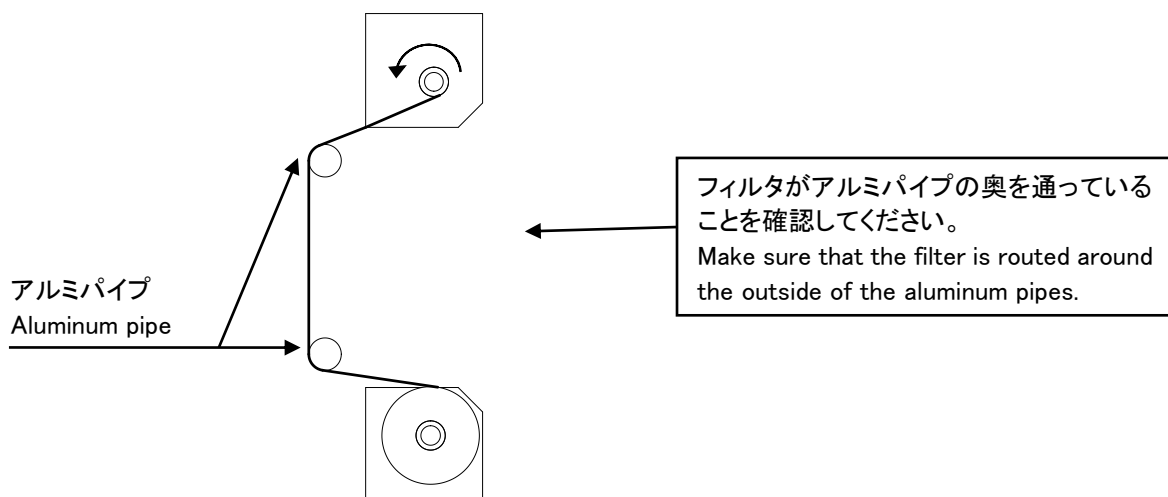 アルミパイプ
Aluminum pipe
フィルタがアルミパイプの奥を通っている
ことを確認してください。
Make sure that the filter is routed around
the outside of the aluminum pipes.